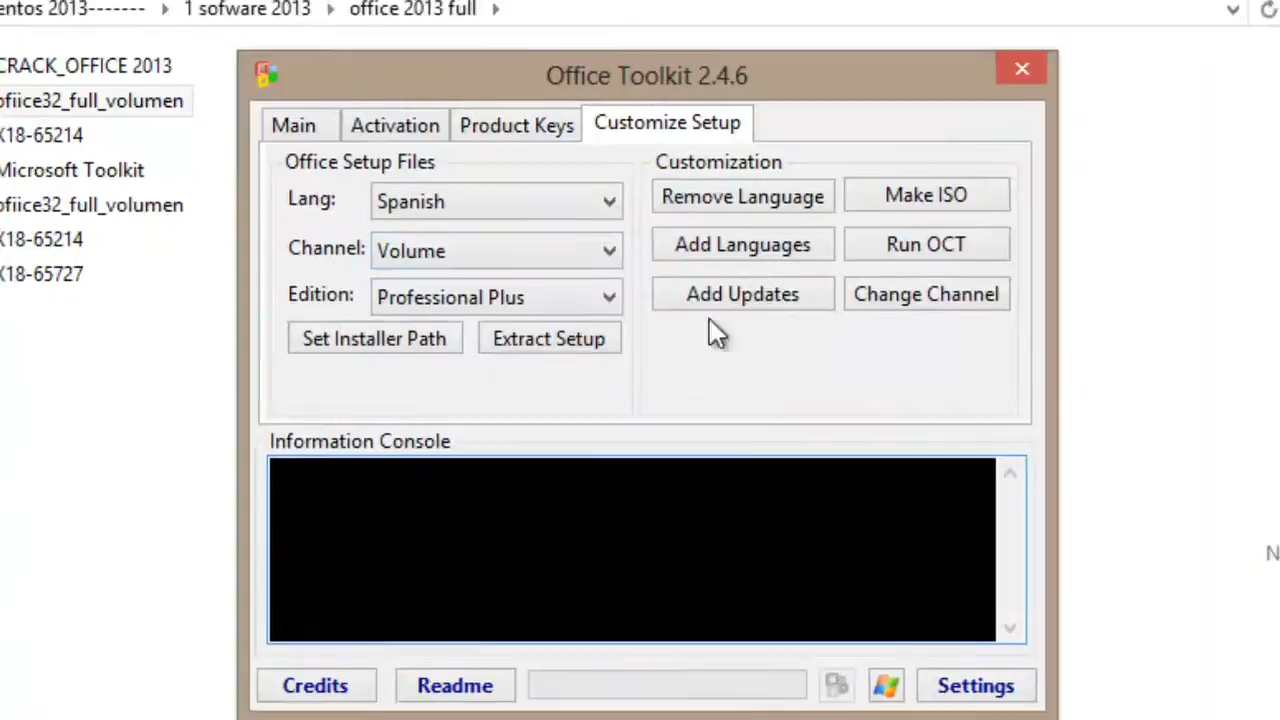 entos 2013------- 1 sofware 2013 office 2013 full
CRACK_OFFICE 2013
ofiice32_full_volumen
X18-65214
Microsoft Toolkit
ofiice32_full_volumen
X18-65214
X18-65727
Office Toolkit 2.4.6
Main Activation Product Keys Customize Setup
Office Setup Files
Lang: Spanish
Channel: Volume
Edition: Professional Plus
Set Installer Path Extract Setup
Customization
Remove Language Make ISO
Add Languages Run OCT
Add Updates Change Channel
Information Console
N
Credits Readme Settings